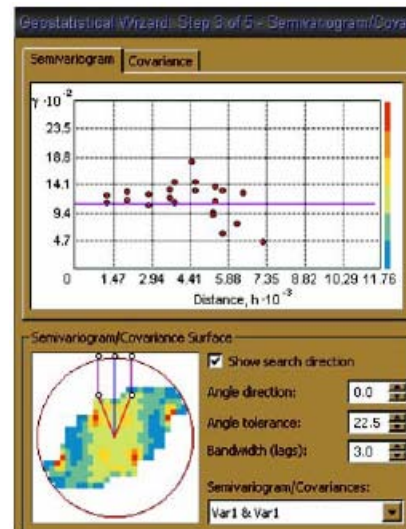 Geostatistical Wizard: Step 3 of 5 - Semivariogram/Cova
Semivariogram Covariance
γ·10⁻²
23.5
18.8
14.1
9.4
4.7
0 1.47 2.94 4.41 5.88 7.35 8.82 10.29 11.76
Distance, h·10⁻³
Semivariogram/Covariance Surface
Show search direction
Angle direction: 0.0
Angle tolerance: 22.5
Bandwidth (lags): 3.0
Semivariogram/Covariances:
Var1 & Var1